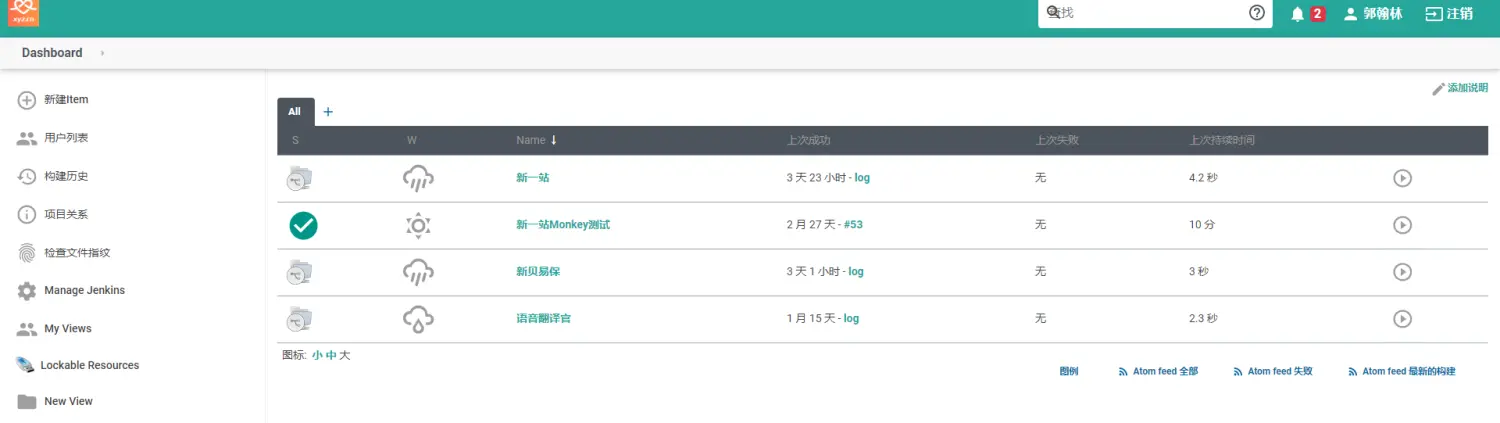 查找
2
郭翰林
注销
Dashboard
添加说明
新建Item
用户列表
构建历史
项目关系
检查文件指纹
Manage Jenkins
My Views
Lockable Resources
New View
All +
S W Name ↓ 上次成功 上次失败 上次持续时间
新一站 3 天 23 小时 - log 无 4.2 秒
新一站Monkey测试 2 月 27 天 - #53 无 10 分
新贝易保 3 天 1 小时 - log 无 3 秒
语音翻译官 1 月 15 天 - log 无 2.3 秒
图标: 小 中 大
图例 Atom feed 全部 Atom feed 失败 Atom feed 最新的构建